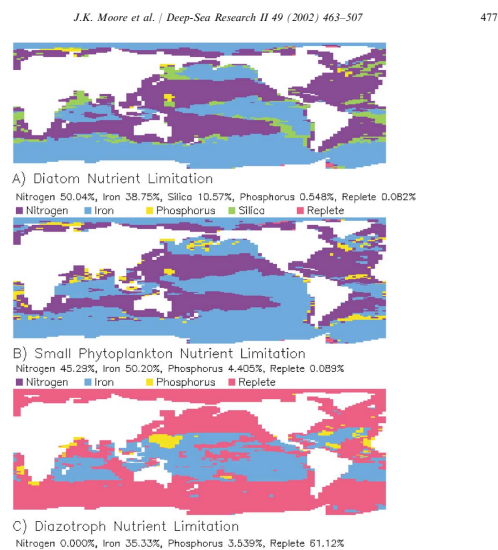 J.K. Moore et al. / Deep-Sea Research II 49 (2002) 463–507 477
A) Diatom Nutrient Limitation
Nitrogen 50.04%, Iron 38.75%, Silica 10.57%, Phosphorus 0.548%, Replete 0.082%
Nitrogen Iron Phosphorus Silica Replete
B) Small Phytoplankton Nutrient Limitation
Nitrogen 45.29%, Iron 50.20%, Phosphorus 4.405%, Replete 0.089%
Nitrogen Iron Phosphorus Replete
C) Diazotroph Nutrient Limitation
Nitrogen 0.000%, Iron 35.33%, Phosphorus 3.539%, Replete 61.12%